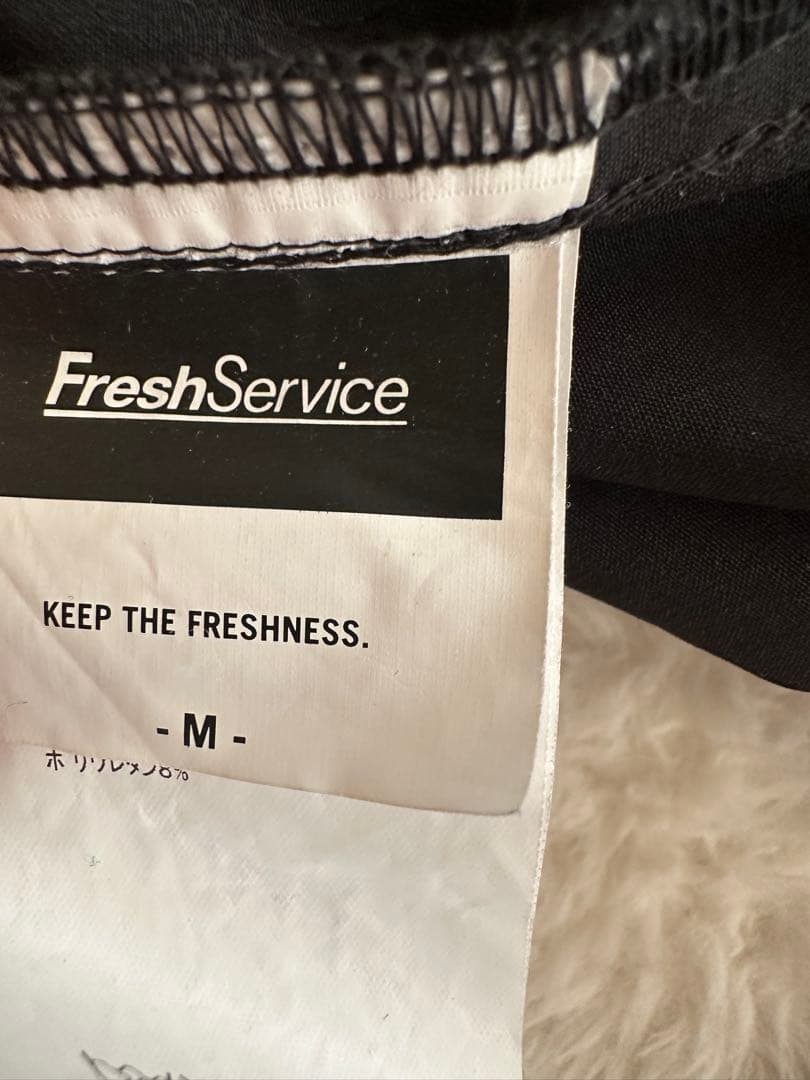 FreshService
KEEP THE FRESHNESS.
- M -